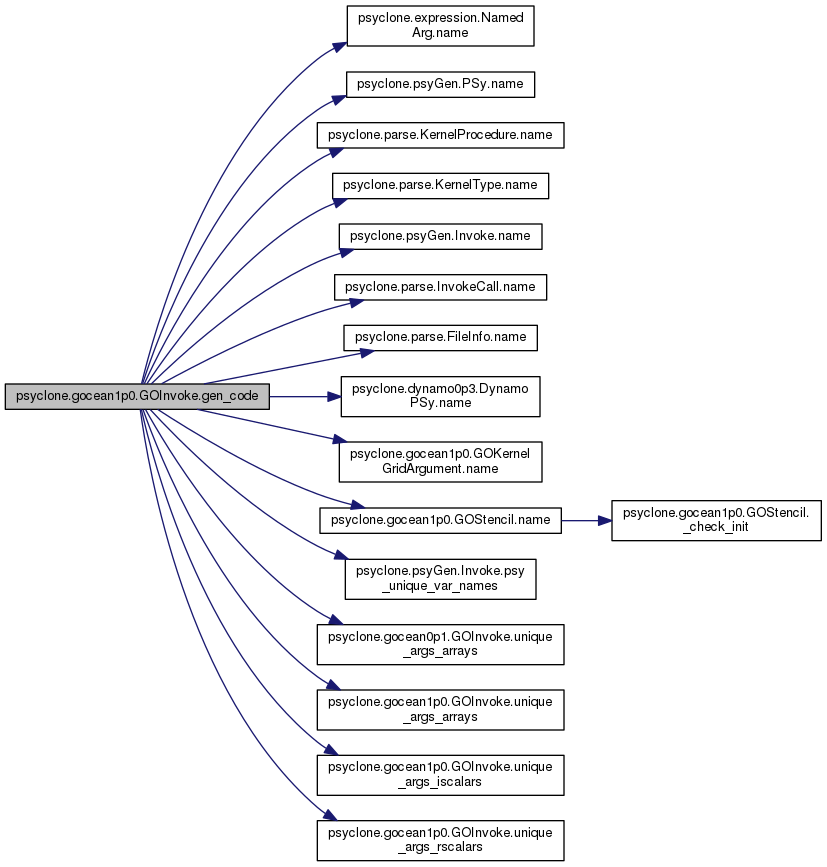 psyclone.expression.Named
Arg.name
psyclone.psyGen.PSy.name
psyclone.parse.KernelProcedure.name
psyclone.parse.KernelType.name
psyclone.psyGen.Invoke.name
psyclone.parse.InvokeCall.name
psyclone.parse.FileInfo.name
psyclone.gocean1p0.GOInvoke.gen_code
psyclone.dynamo0p3.Dynamo
PSy.name
psyclone.gocean1p0.GOKernel
GridArgument.name
psyclone.gocean1p0.GOStencil.name
psyclone.gocean1p0.GOStencil.
_check_init
psyclone.psyGen.Invoke.psy
_unique_var_names
psyclone.gocean0p1.GOInvoke.unique
_args_arrays
psyclone.gocean1p0.GOInvoke.unique
_args_arrays
psyclone.gocean1p0.GOInvoke.unique
_args_iscalars
psyclone.gocean1p0.GOInvoke.unique
_args_rscalars